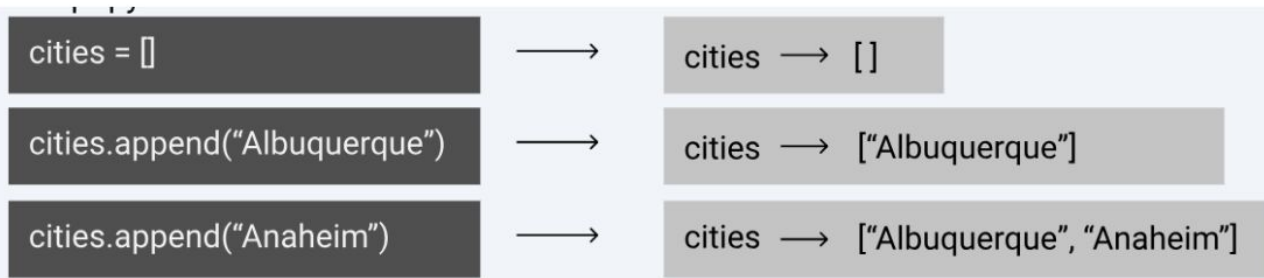 cities = [] ⟶ cities ⟶ [ ]
cities.append(“Albuquerque”) ⟶ cities ⟶ [“Albuquerque”]
cities.append(“Anaheim”) ⟶ cities ⟶ [“Albuquerque”, “Anaheim”]